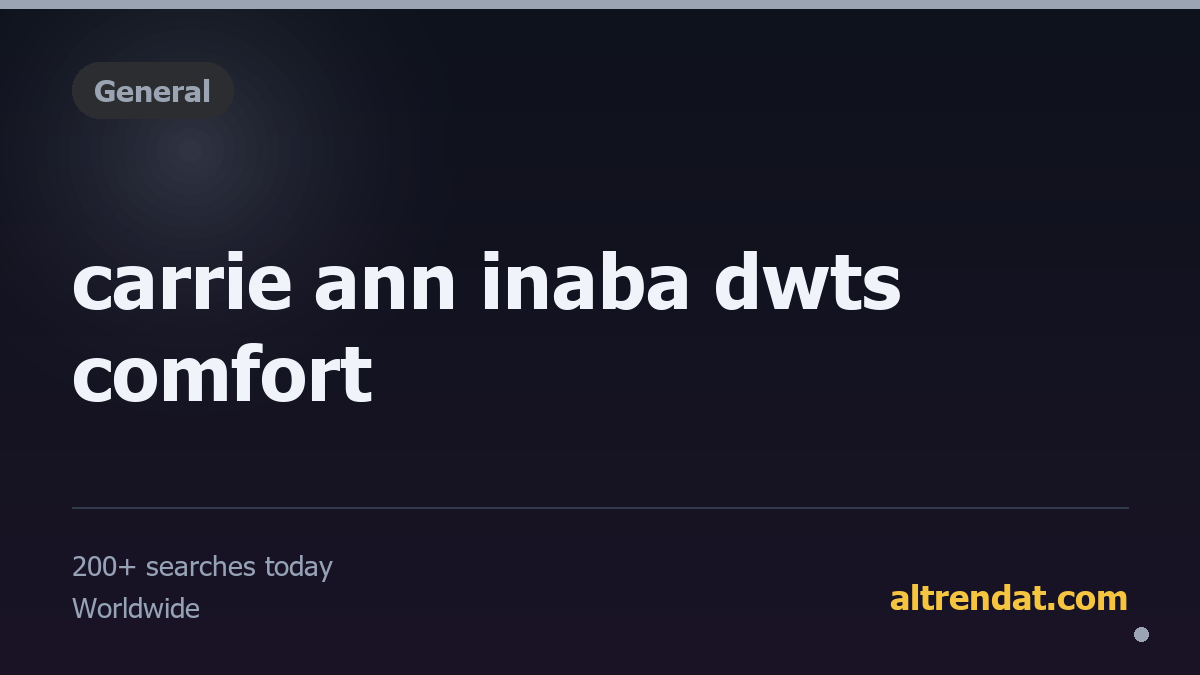 General
carrie ann inaba dwts
comfort
200+ searches today
Worldwide
altrendat.com